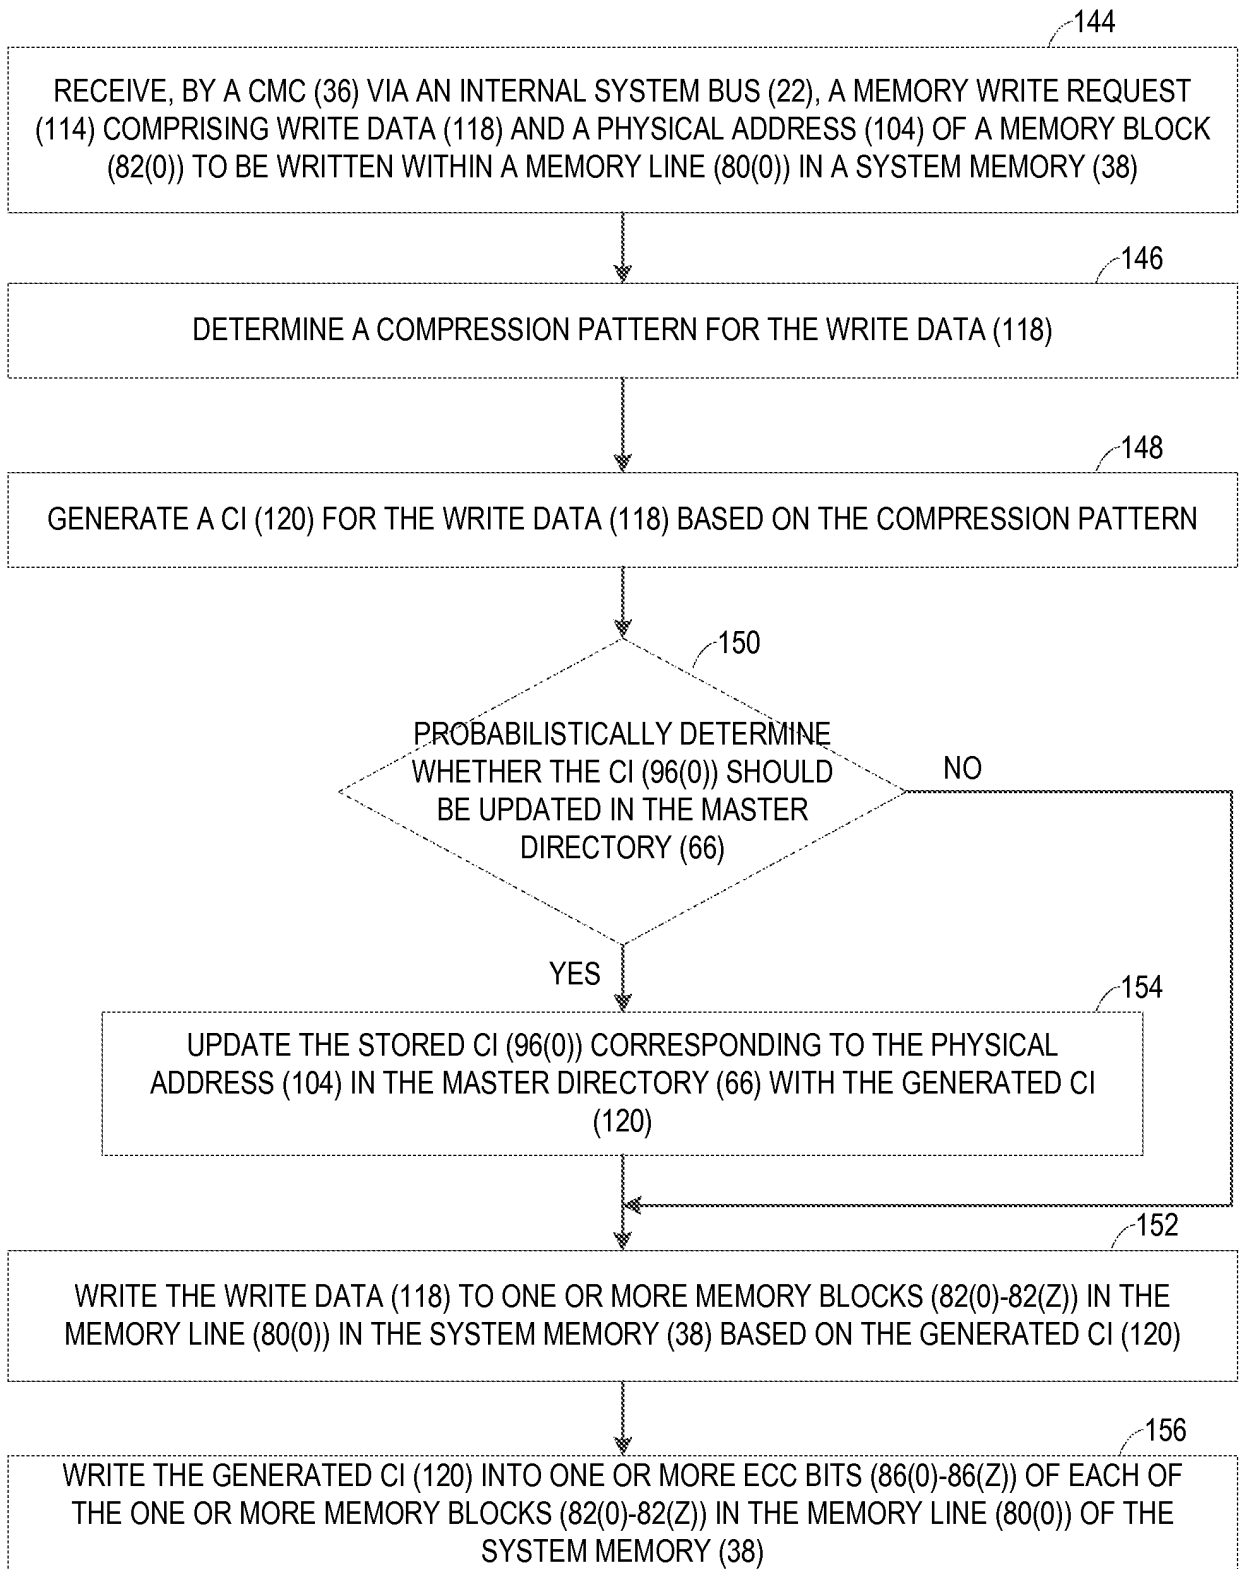 144
RECEIVE, BY A CMC (36) VIA AN INTERNAL SYSTEM BUS (22), A MEMORY WRITE REQUEST
(114) COMPRISING WRITE DATA (118) AND A PHYSICAL ADDRESS (104) OF A MEMORY BLOCK
(82(0)) TO BE WRITTEN WITHIN A MEMORY LINE (80(0)) IN A SYSTEM MEMORY (38)
146
DETERMINE A COMPRESSION PATTERN FOR THE WRITE DATA (118)
148
GENERATE A CI (120) FOR THE WRITE DATA (118) BASED ON THE COMPRESSION PATTERN
150
PROBABILISTICALLY DETERMINE
WHETHER THE CI (96(0)) SHOULD
BE UPDATED IN THE MASTER
DIRECTORY (66)
NO
YES
154
UPDATE THE STORED CI (96(0)) CORRESPONDING TO THE PHYSICAL
ADDRESS (104) IN THE MASTER DIRECTORY (66) WITH THE GENERATED CI
(120)
152
WRITE THE WRITE DATA (118) TO ONE OR MORE MEMORY BLOCKS (82(0)-82(Z)) IN THE
MEMORY LINE (80(0)) IN THE SYSTEM MEMORY (38) BASED ON THE GENERATED CI (120)
156
WRITE THE GENERATED CI (120) INTO ONE OR MORE ECC BITS (86(0)-86(Z)) OF EACH OF
THE ONE OR MORE MEMORY BLOCKS (82(0)-82(Z)) IN THE MEMORY LINE (80(0)) OF THE
SYSTEM MEMORY (38)